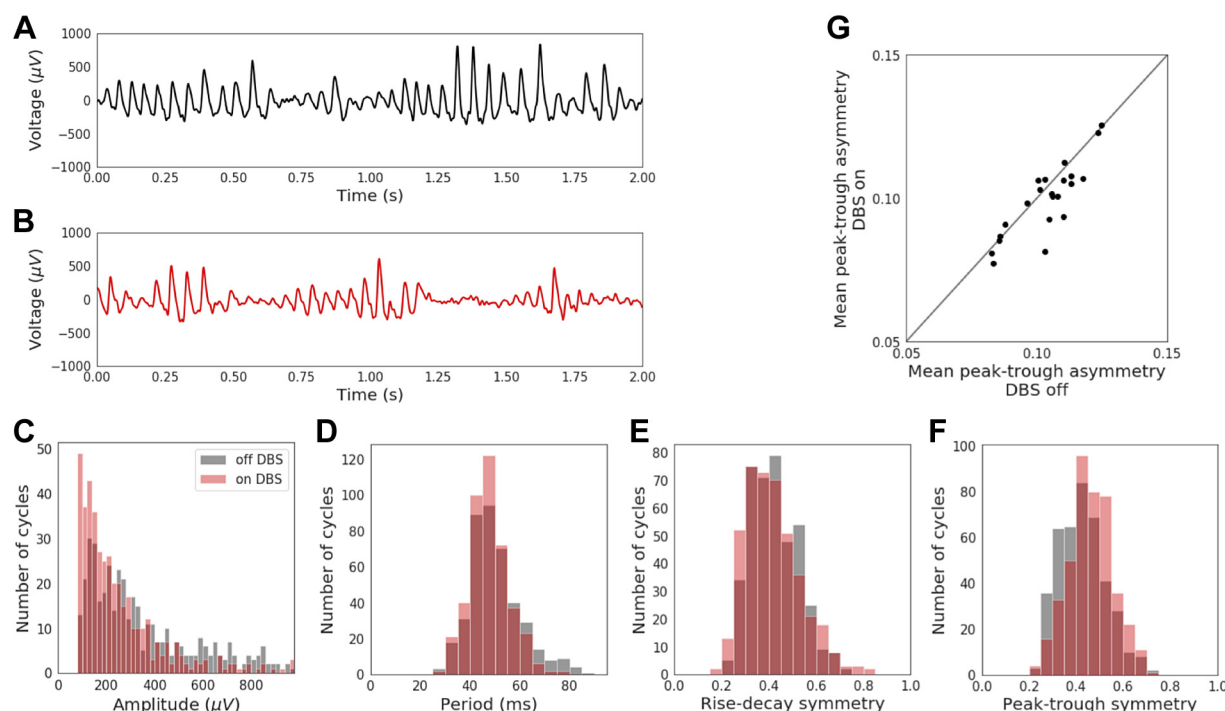 A
1000
500
0
−500
−1000
Voltage (μV)
0.00 0.25 0.50 0.75 1.00 1.25 1.50 1.75 2.00
Time (s)
B
1000
500
0
−500
−1000
Voltage (μV)
0.00 0.25 0.50 0.75 1.00 1.25 1.50 1.75 2.00
Time (s)
G
0.15
0.10
0.05
Mean peak-trough asymmetry
DBS on
0.05 0.10 0.15
Mean peak-trough asymmetry
DBS off
C
50
40
30
20
10
0
Number of cycles
off DBS
on DBS
0 200 400 600 800
Amplitude (μV)
D
120
100
80
60
40
20
0
Number of cycles
0 20 40 60 80
Period (ms)
E
80
70
60
50
40
30
20
10
0
Number of cycles
0.0 0.2 0.4 0.6 0.8 1.0
Rise-decay symmetry
F
100
80
60
40
20
0
Number of cycles
0.0 0.2 0.4 0.6 0.8 1.0
Peak-trough symmetry